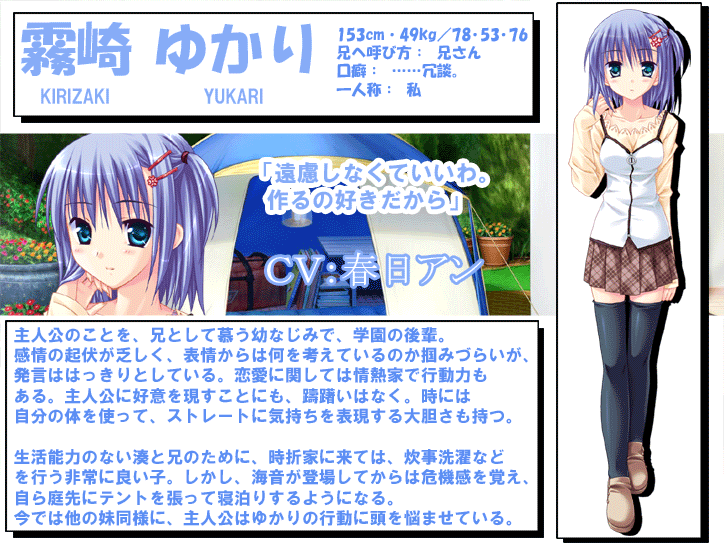 霧崎 ゆかり
KIRIZAKI YUKARI
153cm・49kg／78・53・76
兄へ呼び方： 兄さん
口癖： ……冗談。
一人称： 私
「遠慮しなくていいわ。
作るの好きだから」
CV：春日アン
主人公のことを、兄として慕う幼なじみで、学園の後輩。
感情の起伏が乏しく、表情からは何を考えているのか掴みづらいが、
発言ははっきりとしている。恋愛に関しては情熱家で行動力も
ある。主人公に好意を現すことにも、躊躇いはなく。時には
自分の体を使って、ストレートに気持ちを表現する大胆さも持つ。
生活能力のない湊と兄のために、時折家に来ては、炊事洗濯など
を行う非常に良い子。しかし、海音が登場してからは危機感を覚え、
自ら庭先にテントを張って寝泊りするようになる。
今では他の妹同様に、主人公はゆかりの行動に頭を悩ませている。